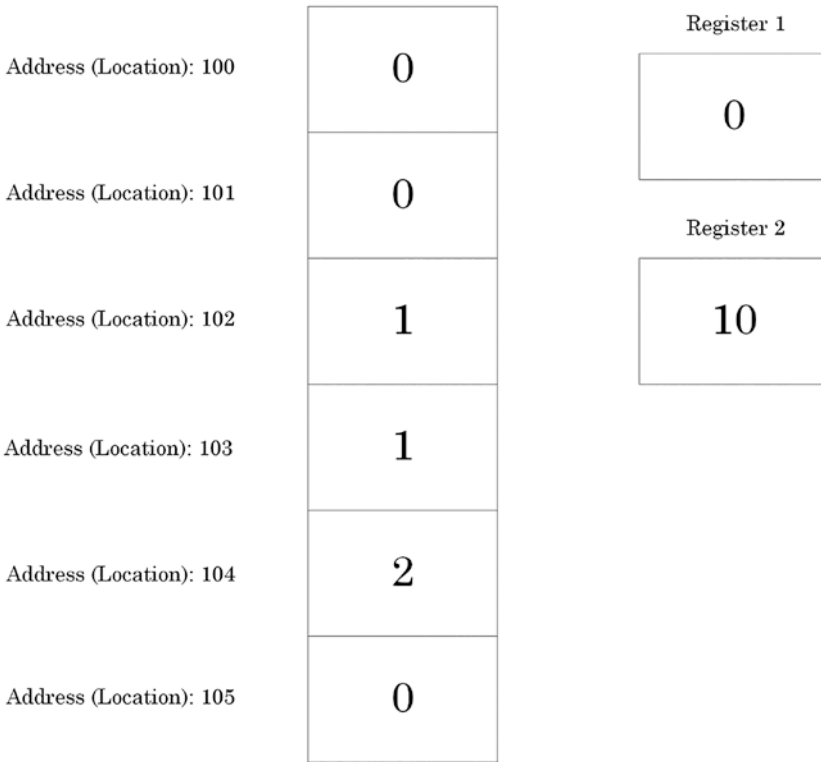 Address (Location): 100
0
Address (Location): 101
0
Address (Location): 102
1
Address (Location): 103
1
Address (Location): 104
2
Address (Location): 105
0
Register 1
0
Register 2
10